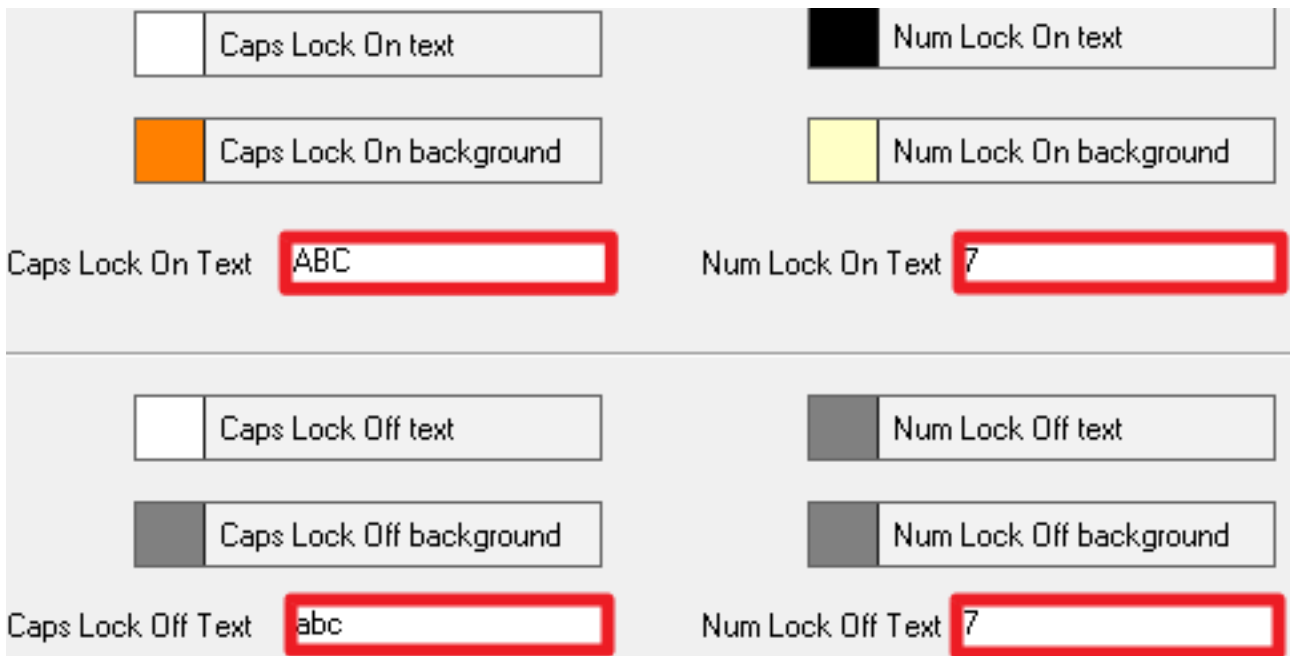 Caps Lock On text
Num Lock On text
Caps Lock On background
Num Lock On background
Caps Lock On Text ABC
Num Lock On Text 7
Caps Lock Off text
Num Lock Off text
Caps Lock Off background
Num Lock Off background
Caps Lock Off Text abc
Num Lock Off Text 7